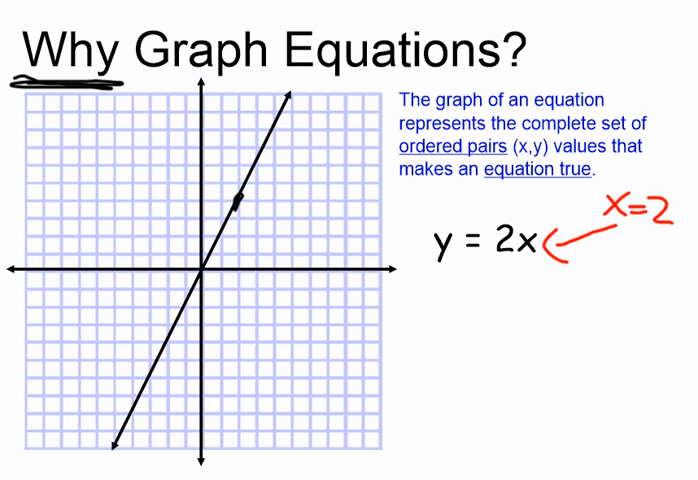 Why Graph Equations?
The graph of an equation
represents the complete set of
ordered pairs (x,y) values that
makes an equation true.
x=2
y = 2x